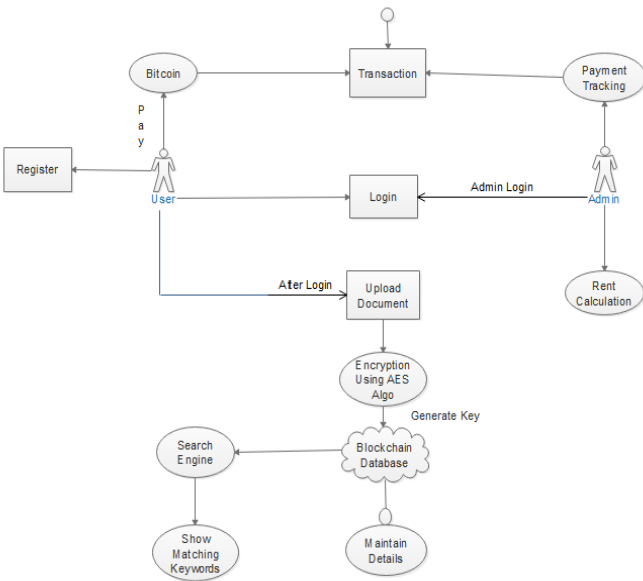 Bitcoin
Transaction
Payment
Tracking
P
a
y
Register
User
Login
Admin Login
Admin
After Login
Upload
Document
Rent
Calculation
Encryption
Using AES
Algo
Generate Key
Search
Engine
Blockchain
Database
Show
Matching
Keywords
Maintain
Details